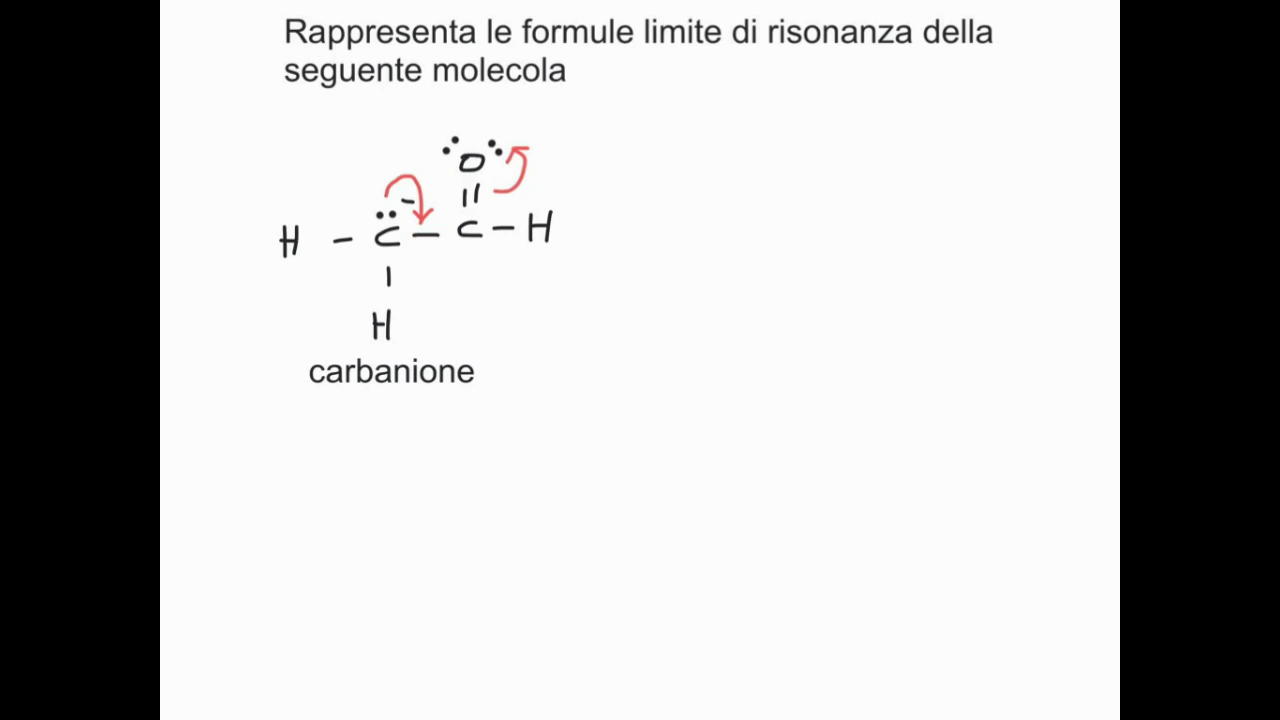 Rappresenta le formule limite di risonanza della
seguente molecola
O
H - C - C - H
H
carbanione